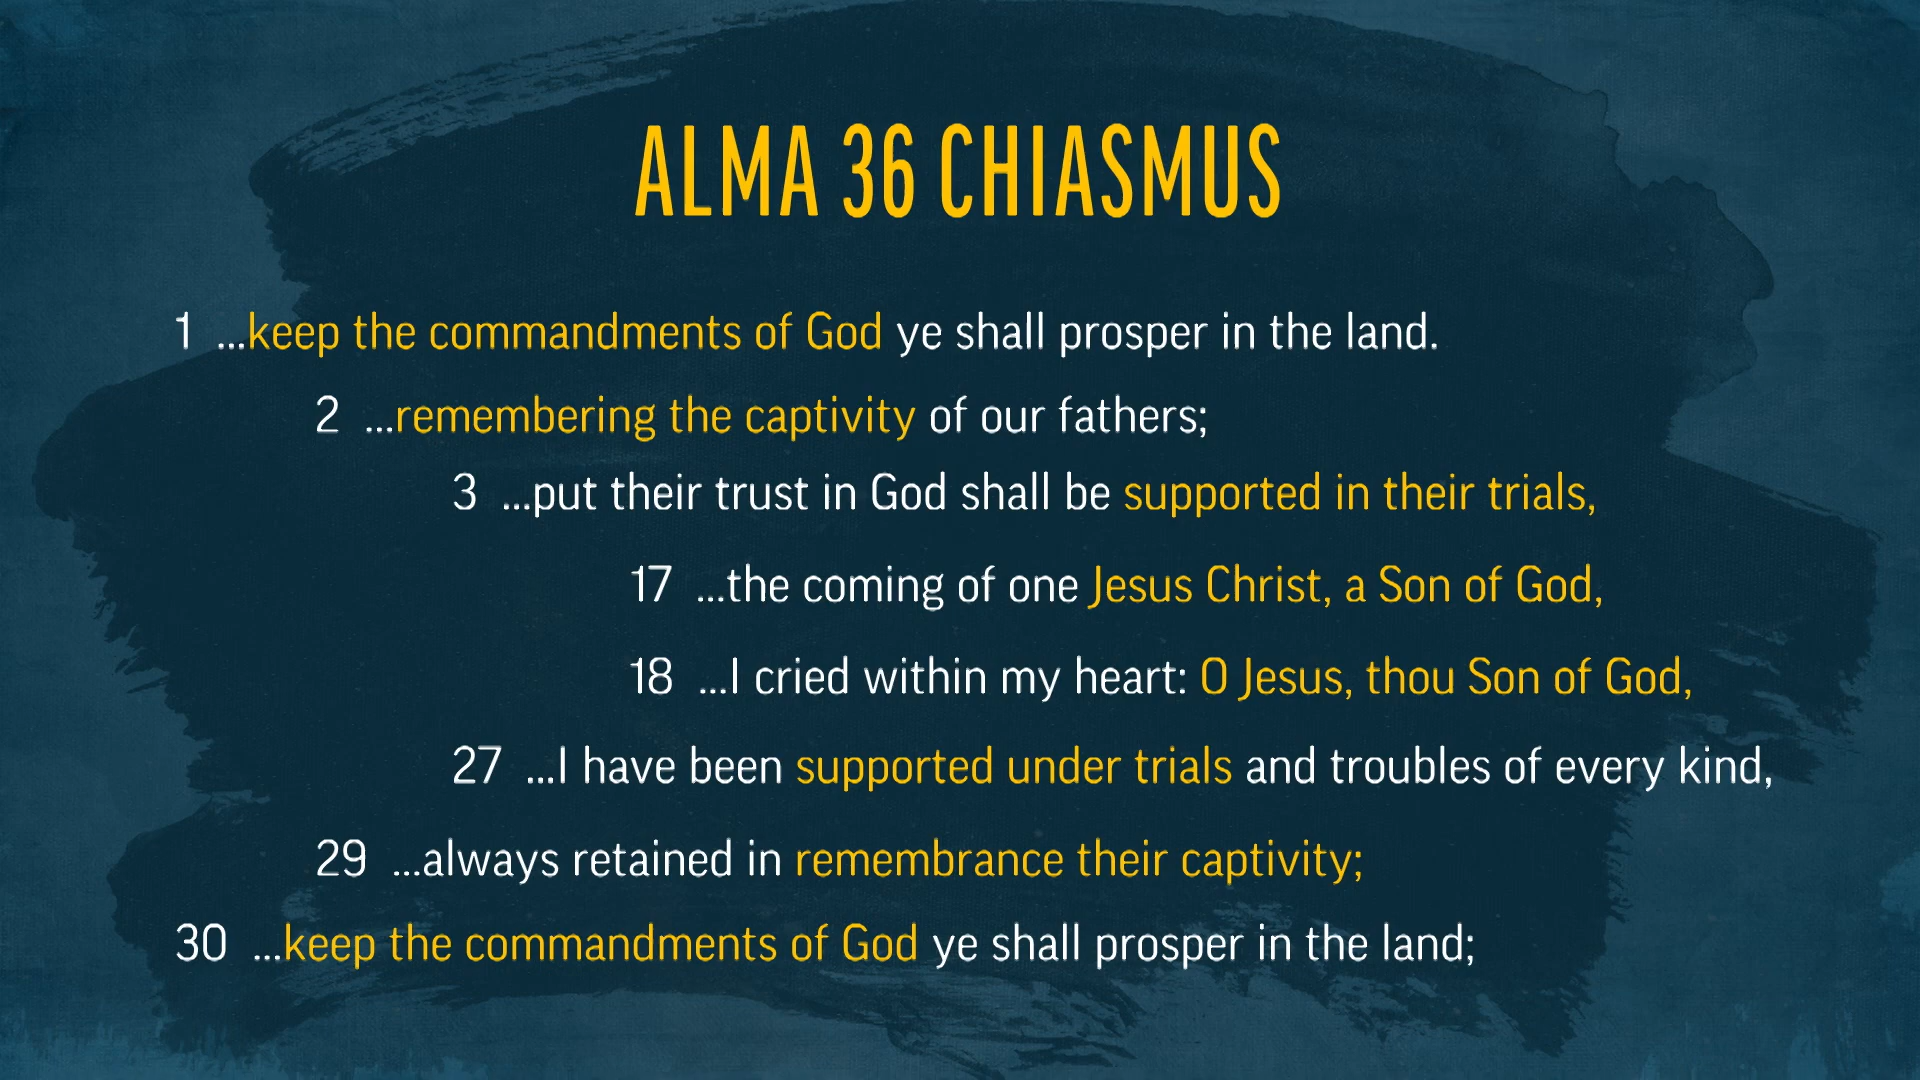 ALMA 36 CHIASMUS
1 ...keep the commandments of God ye shall prosper in the land.
2 ...remembering the captivity of our fathers;
3 ...put their trust in God shall be supported in their trials,
17 ...the coming of one Jesus Christ, a Son of God,
18 ...I cried within my heart: O Jesus, thou Son of God,
27 ...I have been supported under trials and troubles of every kind,
29 ...always retained in remembrance their captivity;
30 ...keep the commandments of God ye shall prosper in the land;